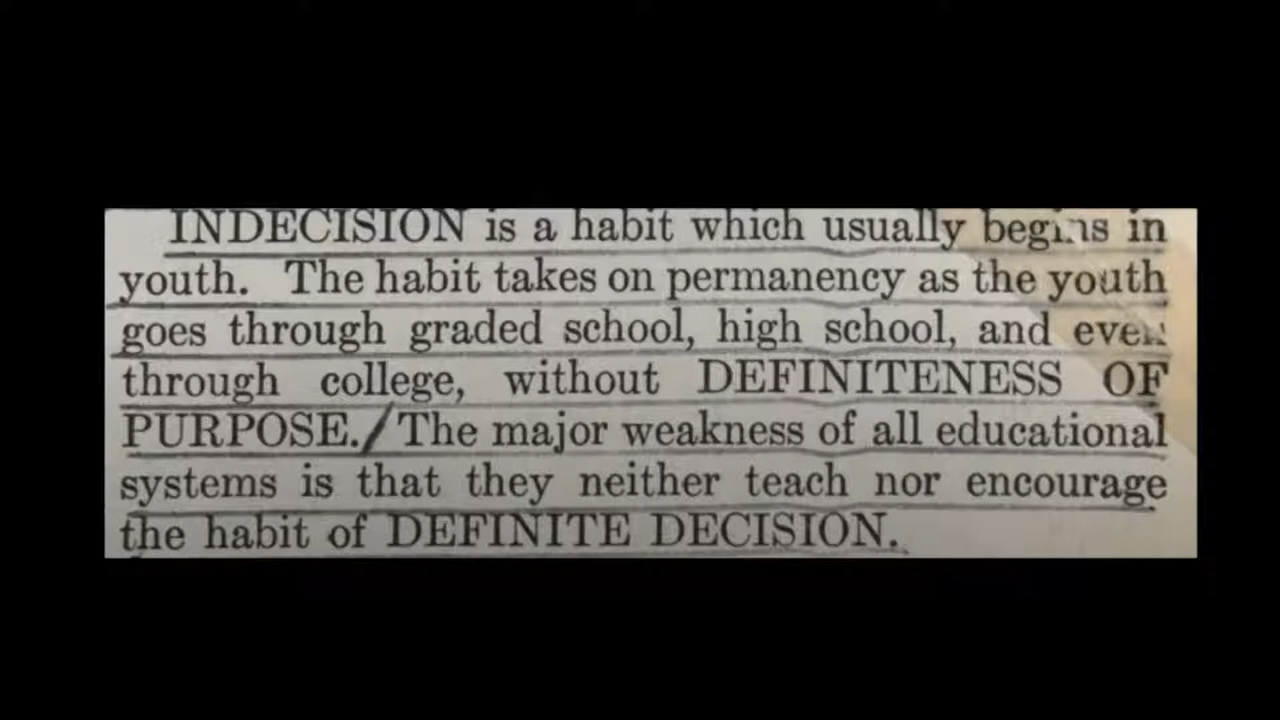 INDECISION is a habit which usually begins in
youth. The habit takes on permanency as the youth
goes through graded school, high school, and even
through college, without DEFINITENESS OF
PURPOSE./The major weakness of all educational
systems is that they neither teach nor encourage
the habit of DEFINITE DECISION.